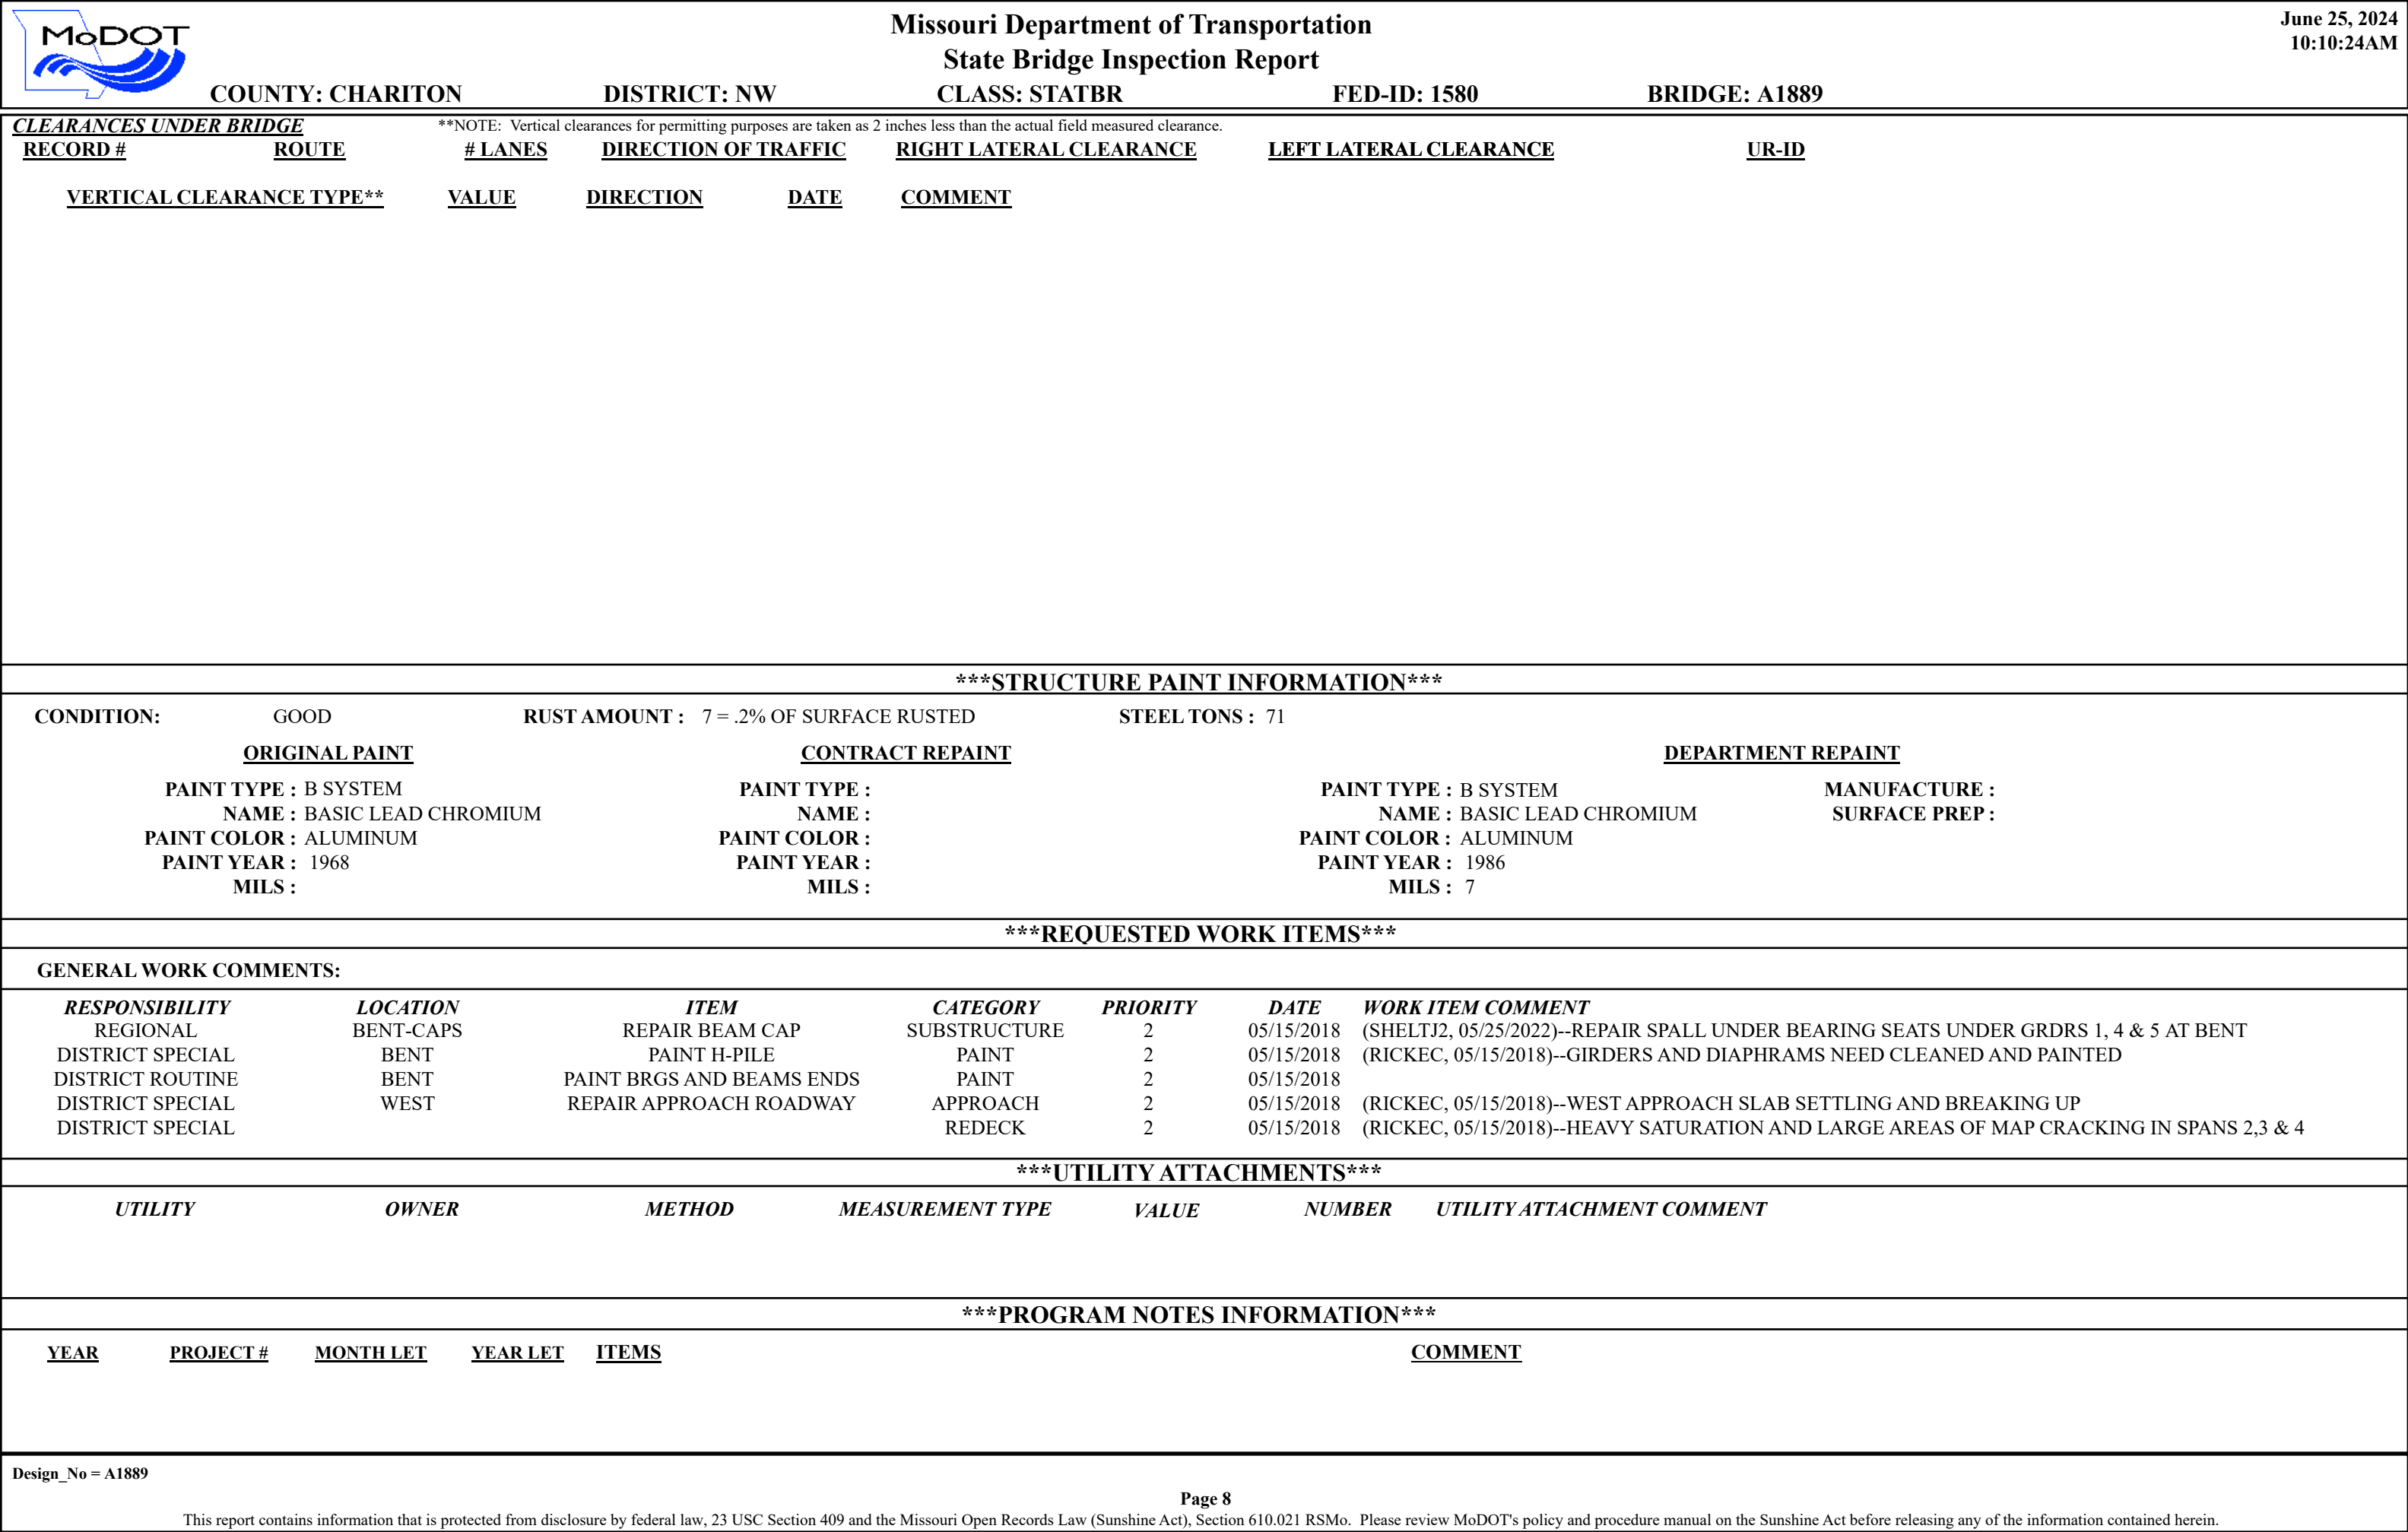 MoDOT
Missouri Department of Transportation
State Bridge Inspection Report
June 25, 2024
10:10:24AM
COUNTY: CHARITON DISTRICT: NW CLASS: STATBR FED-ID: 1580 BRIDGE: A1889
CLEARANCES UNDER BRIDGE **NOTE: Vertical clearances for permitting purposes are taken as 2 inches less than the actual field measured clearance.
RECORD # ROUTE # LANES DIRECTION OF TRAFFIC RIGHT LATERAL CLEARANCE LEFT LATERAL CLEARANCE UR-ID
VERTICAL CLEARANCE TYPE** VALUE DIRECTION DATE COMMENT
***STRUCTURE PAINT INFORMATION***
CONDITION: GOOD RUST AMOUNT : 7 = .2% OF SURFACE RUSTED STEEL TONS : 71
ORIGINAL PAINT CONTRACT REPAINT DEPARTMENT REPAINT
PAINT TYPE : B SYSTEM PAINT TYPE : PAINT TYPE : B SYSTEM MANUFACTURE :
NAME : BASIC LEAD CHROMIUM NAME : NAME : BASIC LEAD CHROMIUM SURFACE PREP :
PAINT COLOR : ALUMINUM PAINT COLOR : PAINT COLOR : ALUMINUM
PAINT YEAR : 1968 PAINT YEAR : PAINT YEAR : 1986
MILS : MILS : MILS : 7
***REQUESTED WORK ITEMS***
GENERAL WORK COMMENTS:
RESPONSIBILITY LOCATION ITEM CATEGORY PRIORITY DATE WORK ITEM COMMENT
REGIONAL BENT-CAPS REPAIR BEAM CAP SUBSTRUCTURE 2 05/15/2018 (SHELTJ2, 05/25/2022)--REPAIR SPALL UNDER BEARING SEATS UNDER GRDRS 1, 4 & 5 AT BENT
DISTRICT SPECIAL BENT PAINT H-PILE PAINT 2 05/15/2018 (RICKEC, 05/15/2018)--GIRDERS AND DIAPHRAMS NEED CLEANED AND PAINTED
DISTRICT ROUTINE BENT PAINT BRGS AND BEAMS ENDS PAINT 2 05/15/2018
DISTRICT SPECIAL WEST REPAIR APPROACH ROADWAY APPROACH 2 05/15/2018 (RICKEC, 05/15/2018)--WEST APPROACH SLAB SETTLING AND BREAKING UP
DISTRICT SPECIAL REDECK 2 05/15/2018 (RICKEC, 05/15/2018)--HEAVY SATURATION AND LARGE AREAS OF MAP CRACKING IN SPANS 2,3 & 4
***UTILITY ATTACHMENTS***
UTILITY OWNER METHOD MEASUREMENT TYPE VALUE NUMBER UTILITY ATTACHMENT COMMENT
***PROGRAM NOTES INFORMATION***
YEAR PROJECT # MONTH LET YEAR LET ITEMS COMMENT
Design_No = A1889
Page 8
This report contains information that is protected from disclosure by federal law, 23 USC Section 409 and the Missouri Open Records Law (Sunshine Act), Section 610.021 RSMo. Please review MoDOT's policy and procedure manual on the Sunshine Act before releasing any of the information contained herein.